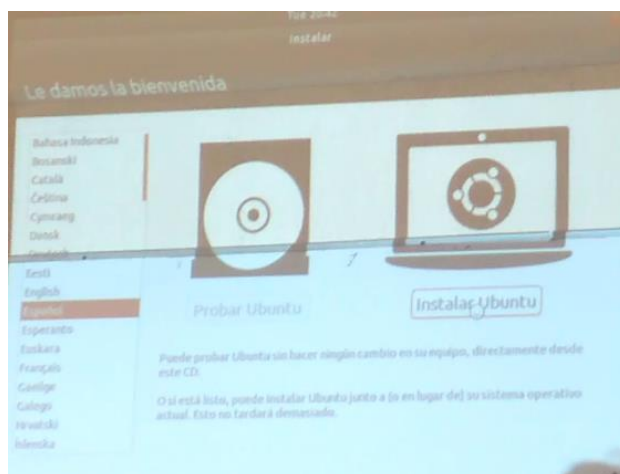 Tue 20:42
Instalar
Le damos la bienvenida
Bahasa Indonesia
Bosanski
Català
Čeština
Cymraeg
Dansk
Deutsch
Eesti
English
Español
Esperanto
Euskara
Français
Gaeilge
Galego
Hrvatski
Íslenska
Probar Ubuntu
Instalar Ubuntu
Puede probar Ubuntu sin hacer ningún cambio en su equipo, directamente desde
este CD.
O si está listo, puede instalar Ubuntu junto a (o en lugar de) su sistema operativo
actual. Esto no tardará demasiado.